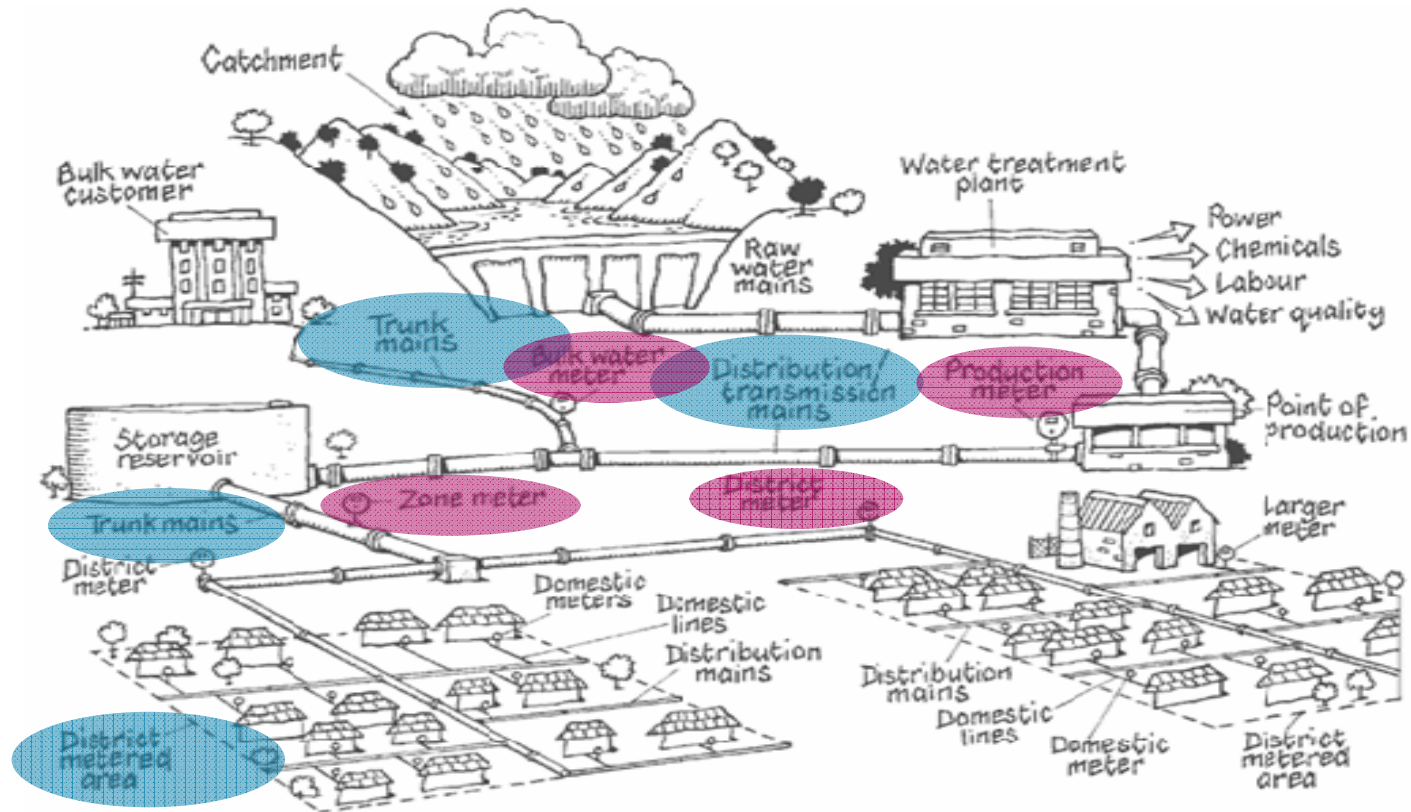 Catchment
Bulk water
customer
Water treatment
plant
Power
Chemicals
Labour
Water quality
Raw
water
mains
Trunk
mains
Bulk water
meter
Distribution/
transmission
mains
Production
meter
Point of
production
Storage
reservoir
Zone meter
District
meter
Trunk mains
Larger
meter
District
meter
Domestic
meters
Domestic
lines
Distribution
mains
Distribution
mains
Domestic
lines
Domestic
meter
District
metered
area
District
metered
area